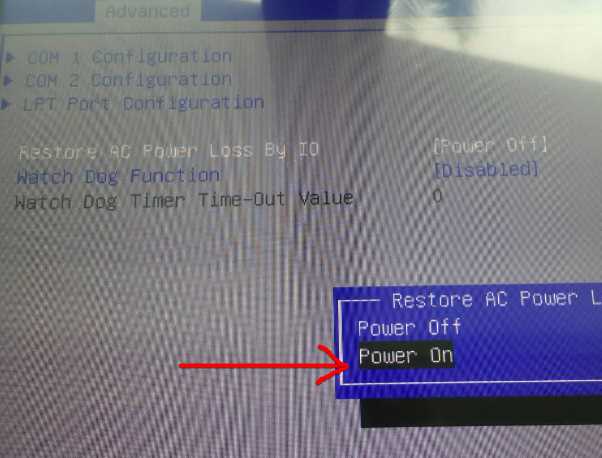 Advanced
COM 1 Configuration
COM 2 Configuration
LPT Port Configuration
Restore AC Power Loss By IO [Power Off]
Watch Dog Function [Disabled]
Watch Dog Timer Time-Out Value 0
Restore AC Power L
Power Off
Power On